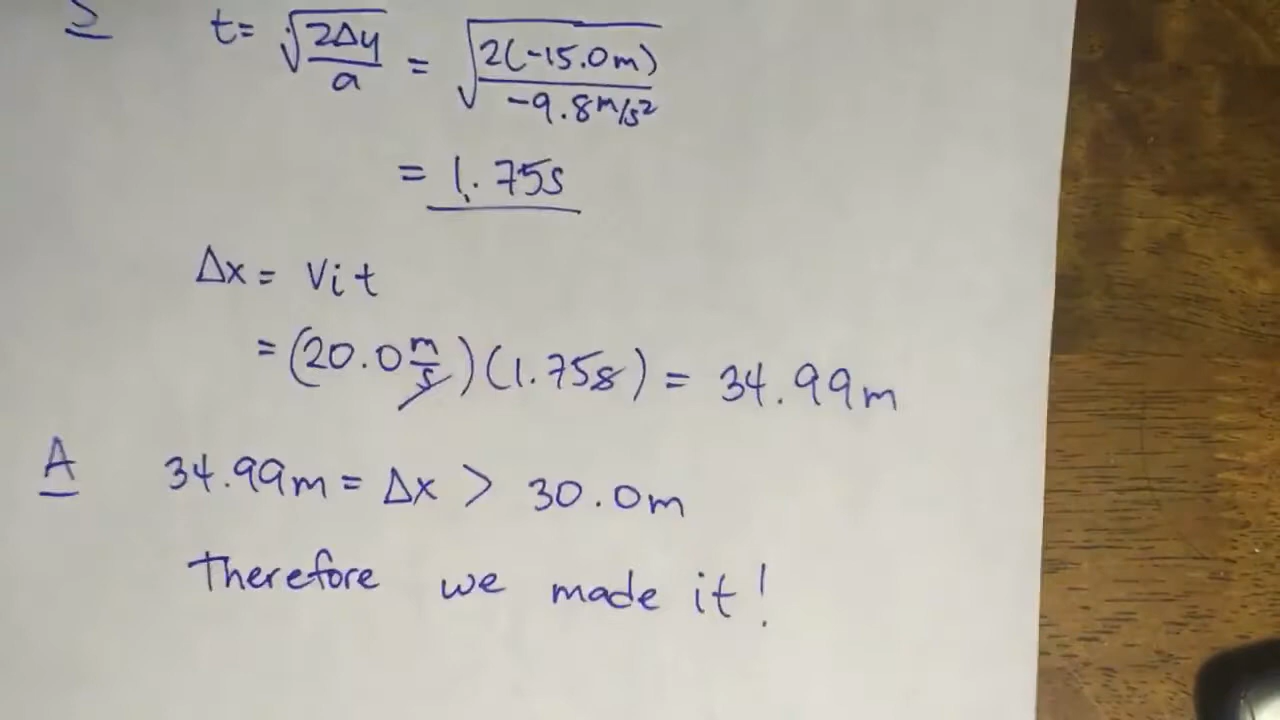 S t = √(2Δy/a) = √(2(-15.0m)/-9.8m/s²)
= 1.75s
Δx = Vit
= (20.0 m/s)(1.75s) = 34.99m
A 34.99m = Δx > 30.0m
Therefore we made it!